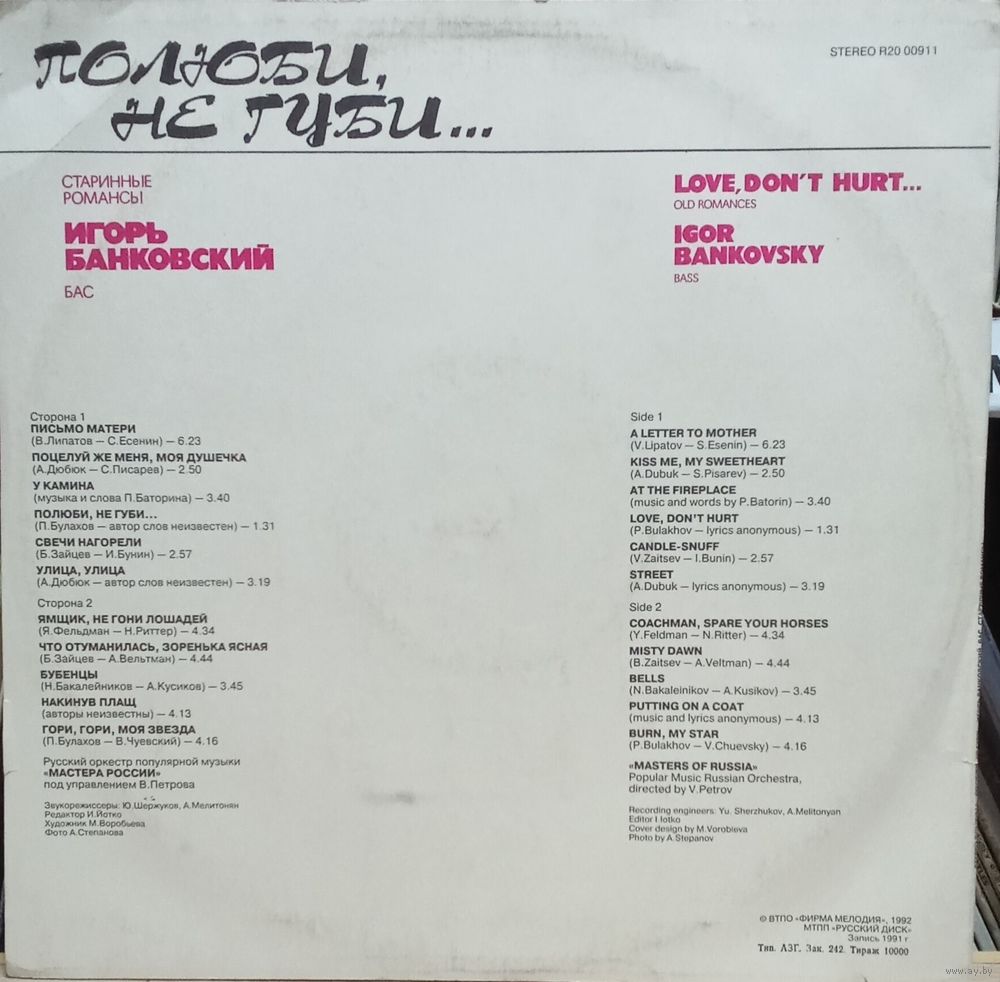 ПОЛЮБИ,
НЕ ГУБИ...
STEREO R20 00911
СТАРИННЫЕ
РОМАНСЫ
ИГОРЬ
БАНКОВСКИЙ
БАС
LOVE, DON'T HURT...
OLD ROMANCES
IGOR
BANKOVSKY
BASS
Сторона 1
ПИСЬМО МАТЕРИ
(В.Липатов — С.Есенин) — 6.23
ПОЦЕЛУЙ ЖЕ МЕНЯ, МОЯ ДУШЕЧКА
(А.Дюбюк — С.Писарев) — 2.50
У КАМИНА
(музыка и слова П.Баторина) — 3.40
ПОЛЮБИ, НЕ ГУБИ...
(П.Булахов — автор слов неизвестен) — 1.31
СВЕЧИ НАГОРЕЛИ
(Б.Зайцев — И.Бунин) — 2.57
УЛИЦА, УЛИЦА
(А.Дюбюк — автор слов неизвестен) — 3.19
Сторона 2
ЯМЩИК, НЕ ГОНИ ЛОШАДЕЙ
(Я.Фельдман — Н.Риттер) — 4.34
ЧТО ОТУМАНИЛАСЬ, ЗОРЕНЬКА ЯСНАЯ
(Б.Зайцев — А.Вельтман) — 4.44
БУБЕНЦЫ
(Н.Бакалейников — А.Кусиков) — 3.45
НАКИНУВ ПЛАЩ
(авторы неизвестны) — 4.13
ГОРИ, ГОРИ, МОЯ ЗВЕЗДА
(П.Булахов — В.Чуевский) — 4.16
Русский оркестр популярной музыки
«МАСТЕРА РОССИИ»
под управлением В.Петрова
Звукорежиссеры: Ю.Шержуков, А.Мелитонян
Редактор И.Йотко
Художник М.Воробьева
Фото А.Степанова
Side 1
A LETTER TO MOTHER
(V.Lipatov — S.Esenin) — 6.23
KISS ME, MY SWEETHEART
(A.Dubuk — S.Pisarev) — 2.50
AT THE FIREPLACE
(music and words by P.Batorin) — 3.40
LOVE, DON'T HURT
(P.Bulakhov — lyrics anonymous) — 1.31
CANDLE-SNUFF
(V.Zaitsev — I.Bunin) — 2.57
STREET
(A.Dubuk — lyrics anonymous) — 3.19
Side 2
COACHMAN, SPARE YOUR HORSES
(Y.Feldman — N.Ritter) — 4.34
MISTY DAWN
(B.Zaitsev — A.Veltman) — 4.44
BELLS
(N.Bakaleinikov — A.Kusikov) — 3.45
PUTTING ON A COAT
(music and lyrics anonymous) — 4.13
BURN, MY STAR
(P.Bulakhov — V.Chuevsky) — 4.16
«MASTERS OF RUSSIA»
Popular Music Russian Orchestra,
directed by V.Petrov
Recording engineers: Yu. Sherzhukov, A.Melitonyan
Editor I.Iotko
Cover design by M.Vorobieva
Photo by A.Stepanov
© ВТПО «ФИРМА МЕЛОДИЯ», 1992
МТПП «РУССКИЙ ДИСК»
Запись 1991 г.
Тип. АЗГ. Зак. 242. Тираж 10000
www.ay.by